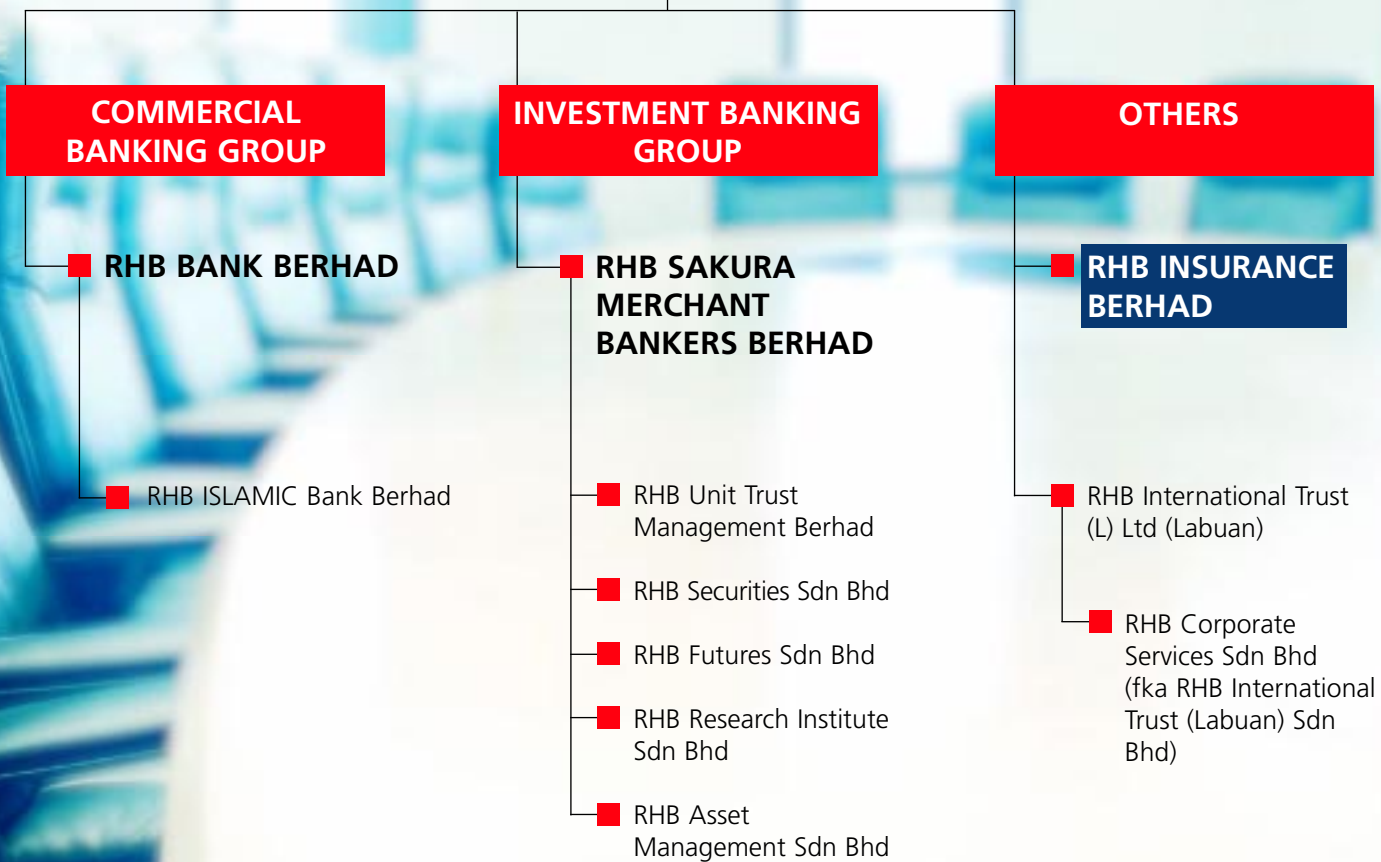 COMMERCIAL
BANKING GROUP
RHB BANK BERHAD
RHB ISLAMIC Bank Berhad
INVESTMENT BANKING
GROUP
RHB SAKURA
MERCHANT
BANKERS BERHAD
RHB Unit Trust
Management Berhad
RHB Securities Sdn Bhd
RHB Futures Sdn Bhd
RHB Research Institute
Sdn Bhd
RHB Asset
Management Sdn Bhd
OTHERS
RHB INSURANCE
BERHAD
RHB International Trust
(L) Ltd (Labuan)
RHB Corporate
Services Sdn Bhd
(fka RHB International
Trust (Labuan) Sdn
Bhd)